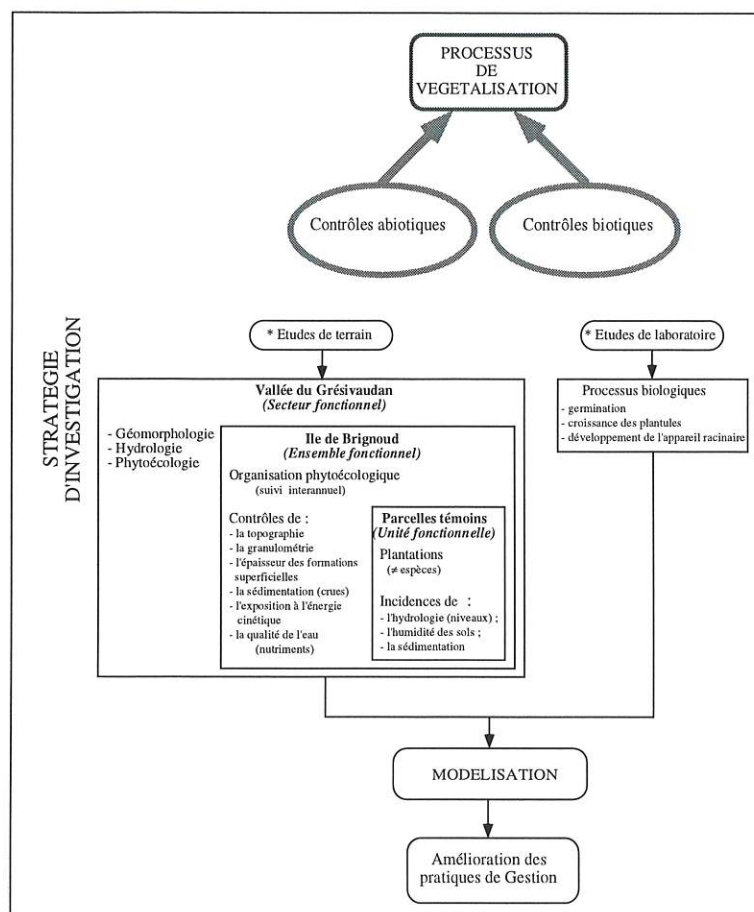 PROCESSUS
DE
VEGETALISATION
Contrôles abiotiques
Contrôles biotiques
STRATEGIE
D'INVESTIGATION
* Etudes de terrain
* Etudes de laboratoire
Vallée du Grésivaudan
(Secteur fonctionnel)
- Géomorphologie
- Hydrologie
- Phytoécologie
Ile de Brignoud
(Ensemble fonctionnel)
Organisation phytoécologique
(suivi interannuel)
Contrôles de :
- la topographie
- la granulométrie
- l'épaisseur des formations
superficielles
- la sédimentation (crues)
- l'exposition à l'énergie
cinétique
- la qualité de l'eau
(nutriments)
Parcelles témoins
(Unité fonctionnelle)
Plantations
(≠ espèces)
Incidences de :
- l'hydrologie (niveaux) ;
- l'humidité des sols ;
- la sédimentation
Processus biologiques
- germination
- croissance des plantules
- développement de l'appareil racinaire
MODELISATION
Amélioration des
pratiques de Gestion